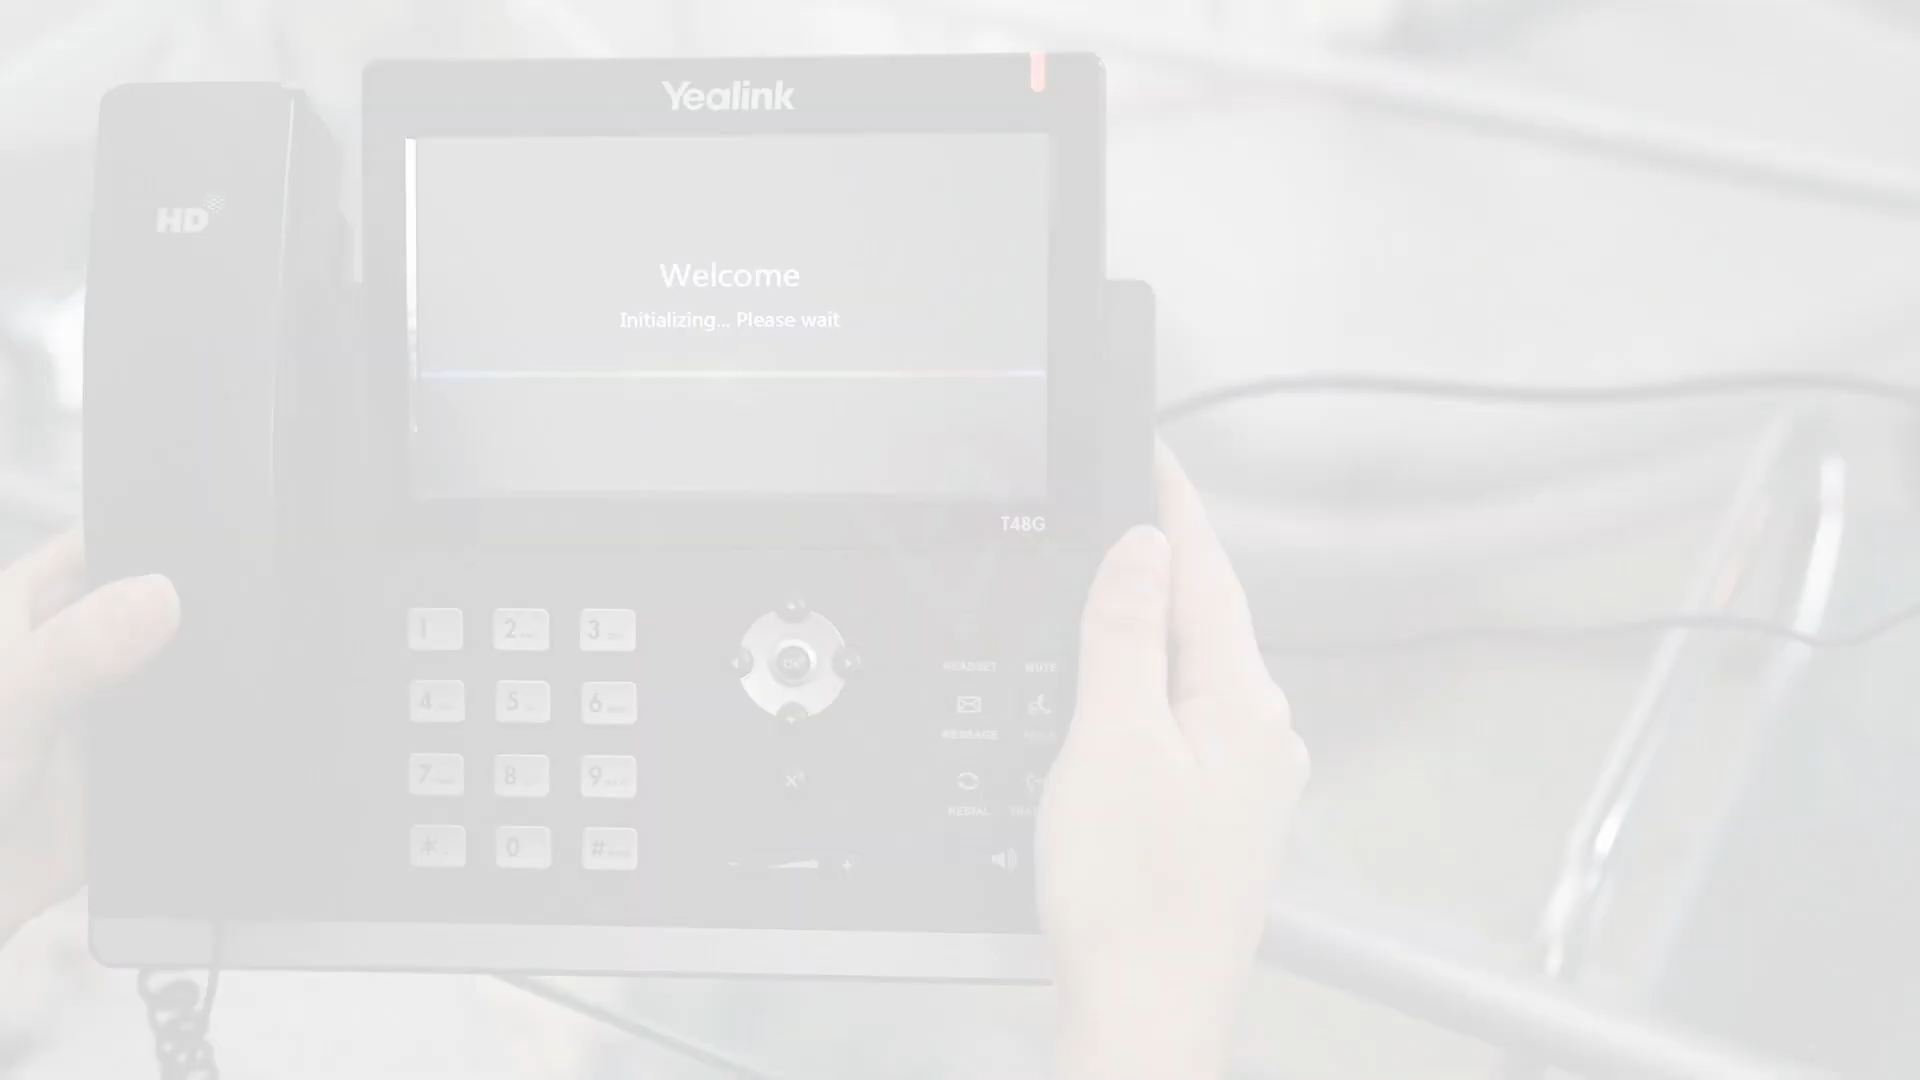 Yealink
HD
Welcome
Initializing... Please wait
T48G
1
2
3
4
5
6
7
8
9
*
0
#
OK
X
HEADSET
MUTE
MESSAGE
REDIAL
-
+